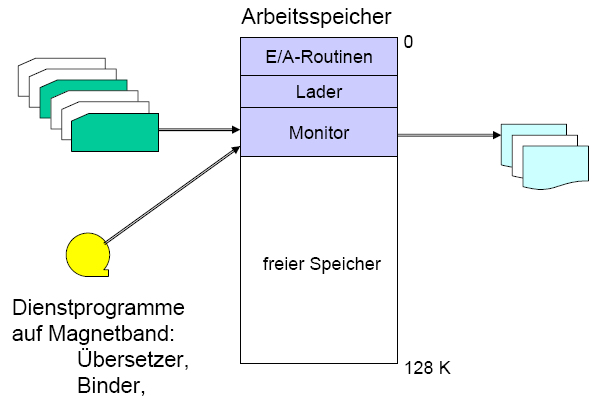 Arbeitsspeicher
0
E/A-Routinen
Lader
Monitor
freier Speicher
128 K
Dienstprogramme
auf Magnetband:
Übersetzer,
Binder,